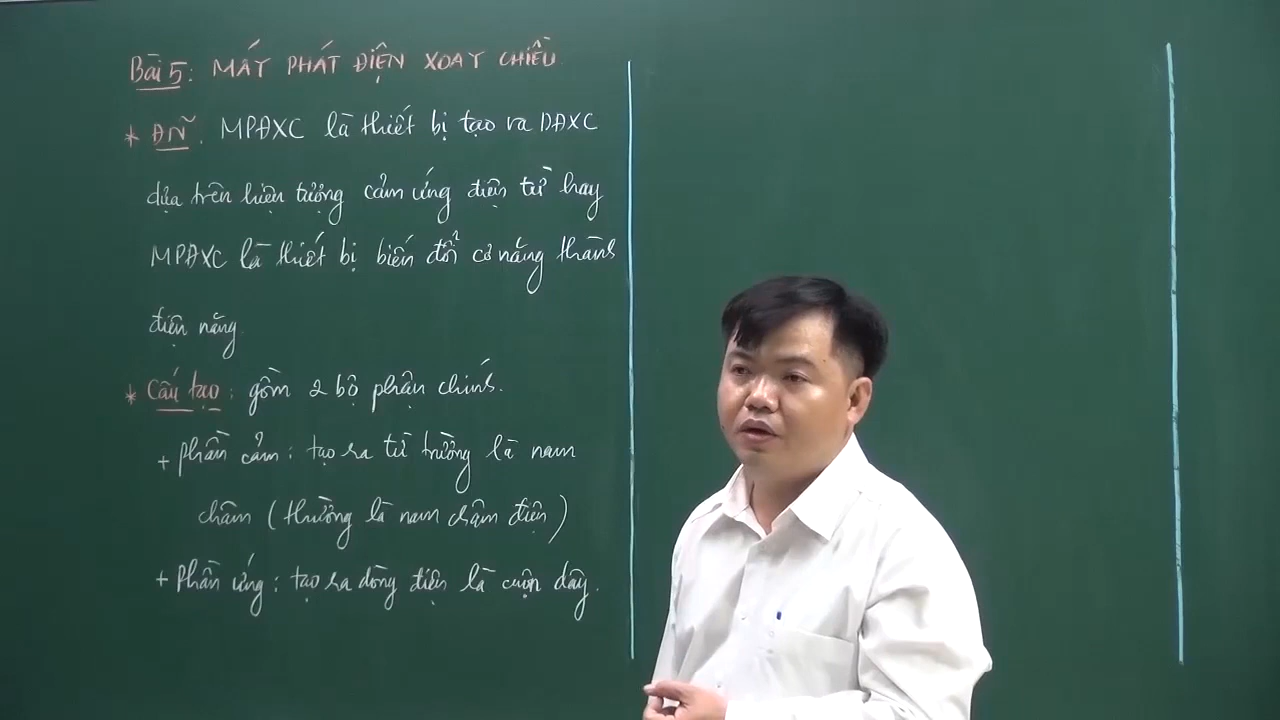 Bài 5: MÁY PHÁT ĐIỆN XOAY CHIỀU
* ĐN: MPĐXC là thiết bị tạo ra DĐXC
dựa trên hiện tượng cảm ứng điện từ hay
MPĐXC là thiết bị biến đổi cơ năng thành
điện năng.
* Cấu tạo: gồm 2 bộ phận chính.
+ phần cảm: tạo ra từ trường là nam
châm (thường là nam châm điện)
+ Phần ứng: tạo ra dòng điện là cuộn dây.